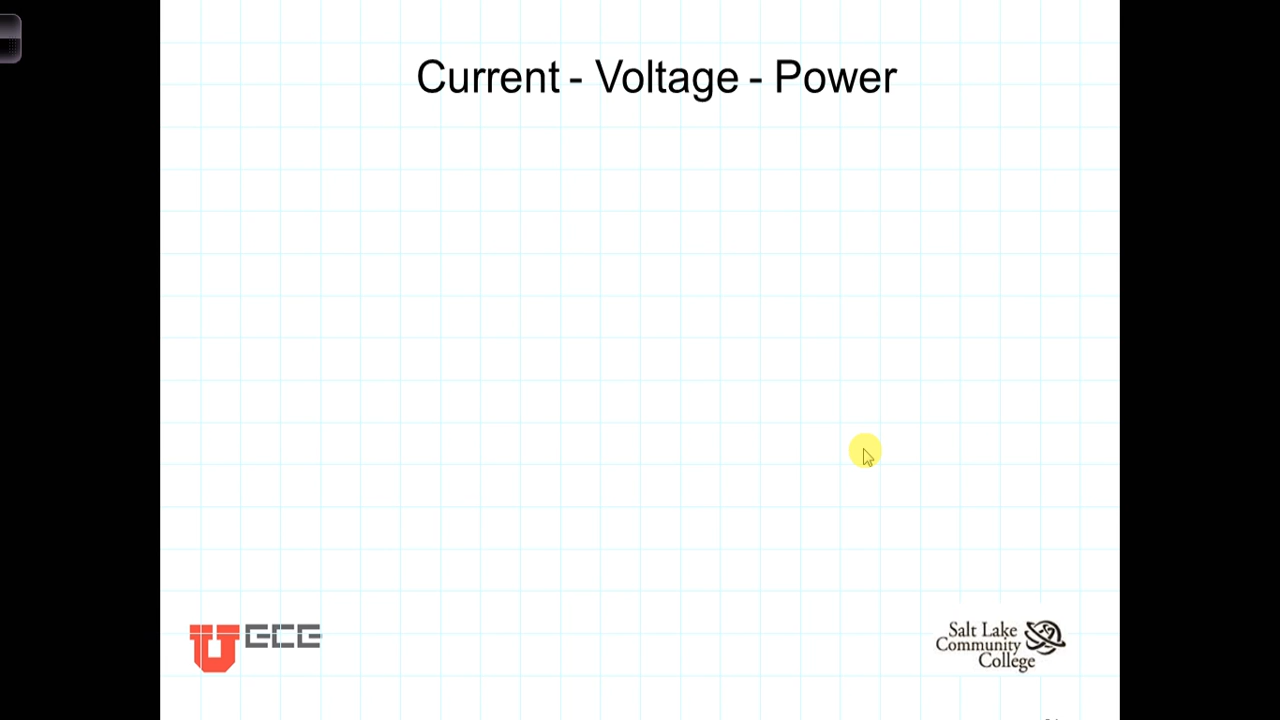 Current - Voltage - Power
U ECE
Salt Lake
Community
College